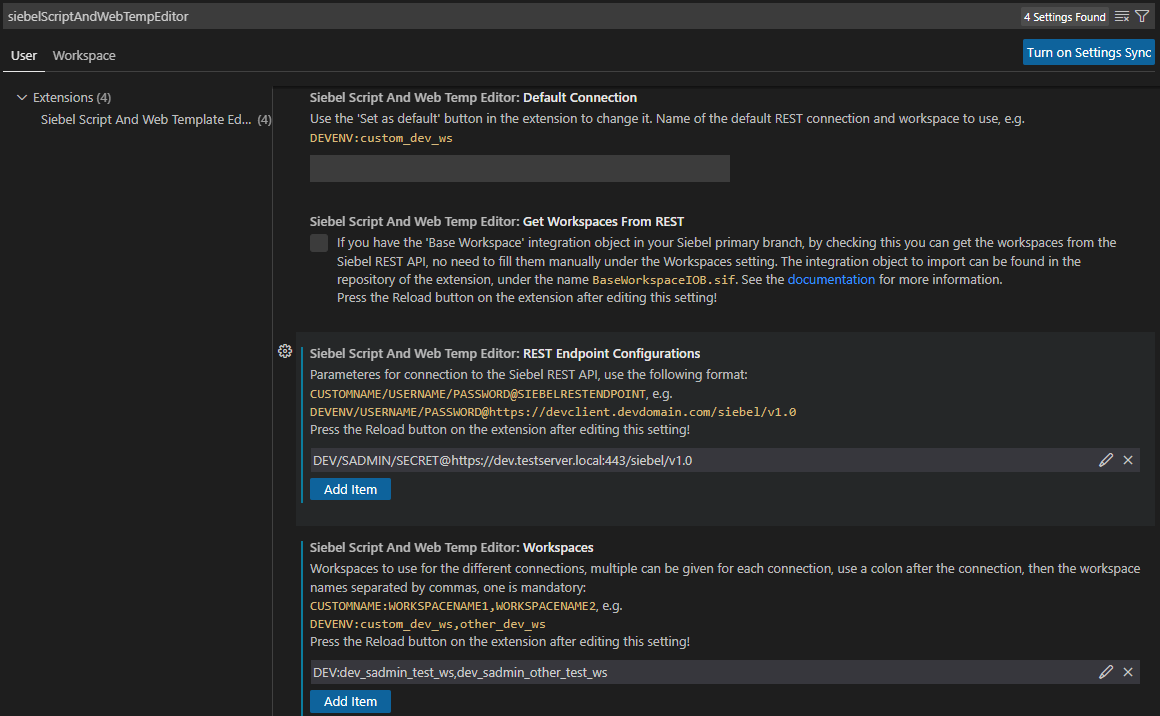 siebelScriptAndWebTempEditor
4 Settings Found
User
Workspace
Turn on Settings Sync
Extensions (4)
Siebel Script And Web Template Ed... (4)
Siebel Script And Web Temp Editor: Default Connection
Use the 'Set as default' button in the extension to change it. Name of the default REST connection and workspace to use, e.g.
DEVENV:custom_dev_ws
Siebel Script And Web Temp Editor: Get Workspaces From REST
If you have the 'Base Workspace' integration object in your Siebel primary branch, by checking this you can get the workspaces from the
Siebel REST API, no need to fill them manually under the Workspaces setting. The integration object to import can be found in the
repository of the extension, under the name BaseWorkspaceIOB.sif. See the documentation for more information.
Press the Reload button on the extension after editing this setting!
Siebel Script And Web Temp Editor: REST Endpoint Configurations
Parameteres for connection to the Siebel REST API, use the following format:
CUSTOMNAME/USERNAME/PASSWORD@SIEBELRESTENDPOINT, e.g.
DEVENV/USERNAME/PASSWORD@https://devclient.devdomain.com/siebel/v1.0
Press the Reload button on the extension after editing this setting!
DEV/SADMIN/SECRET@https://dev.testserver.local:443/siebel/v1.0
Add Item
Siebel Script And Web Temp Editor: Workspaces
Workspaces to use for the different connections, multiple can be given for each connection, use a colon after the connection, then the workspace
names separated by commas, one is mandatory:
CUSTOMNAME:WORKSPACENAME1,WORKSPACENAME2, e.g.
DEVENV:custom_dev_ws,other_dev_ws
Press the Reload button on the extension after editing this setting!
DEV:dev_sadmin_test_ws,dev_sadmin_other_test_ws
Add Item